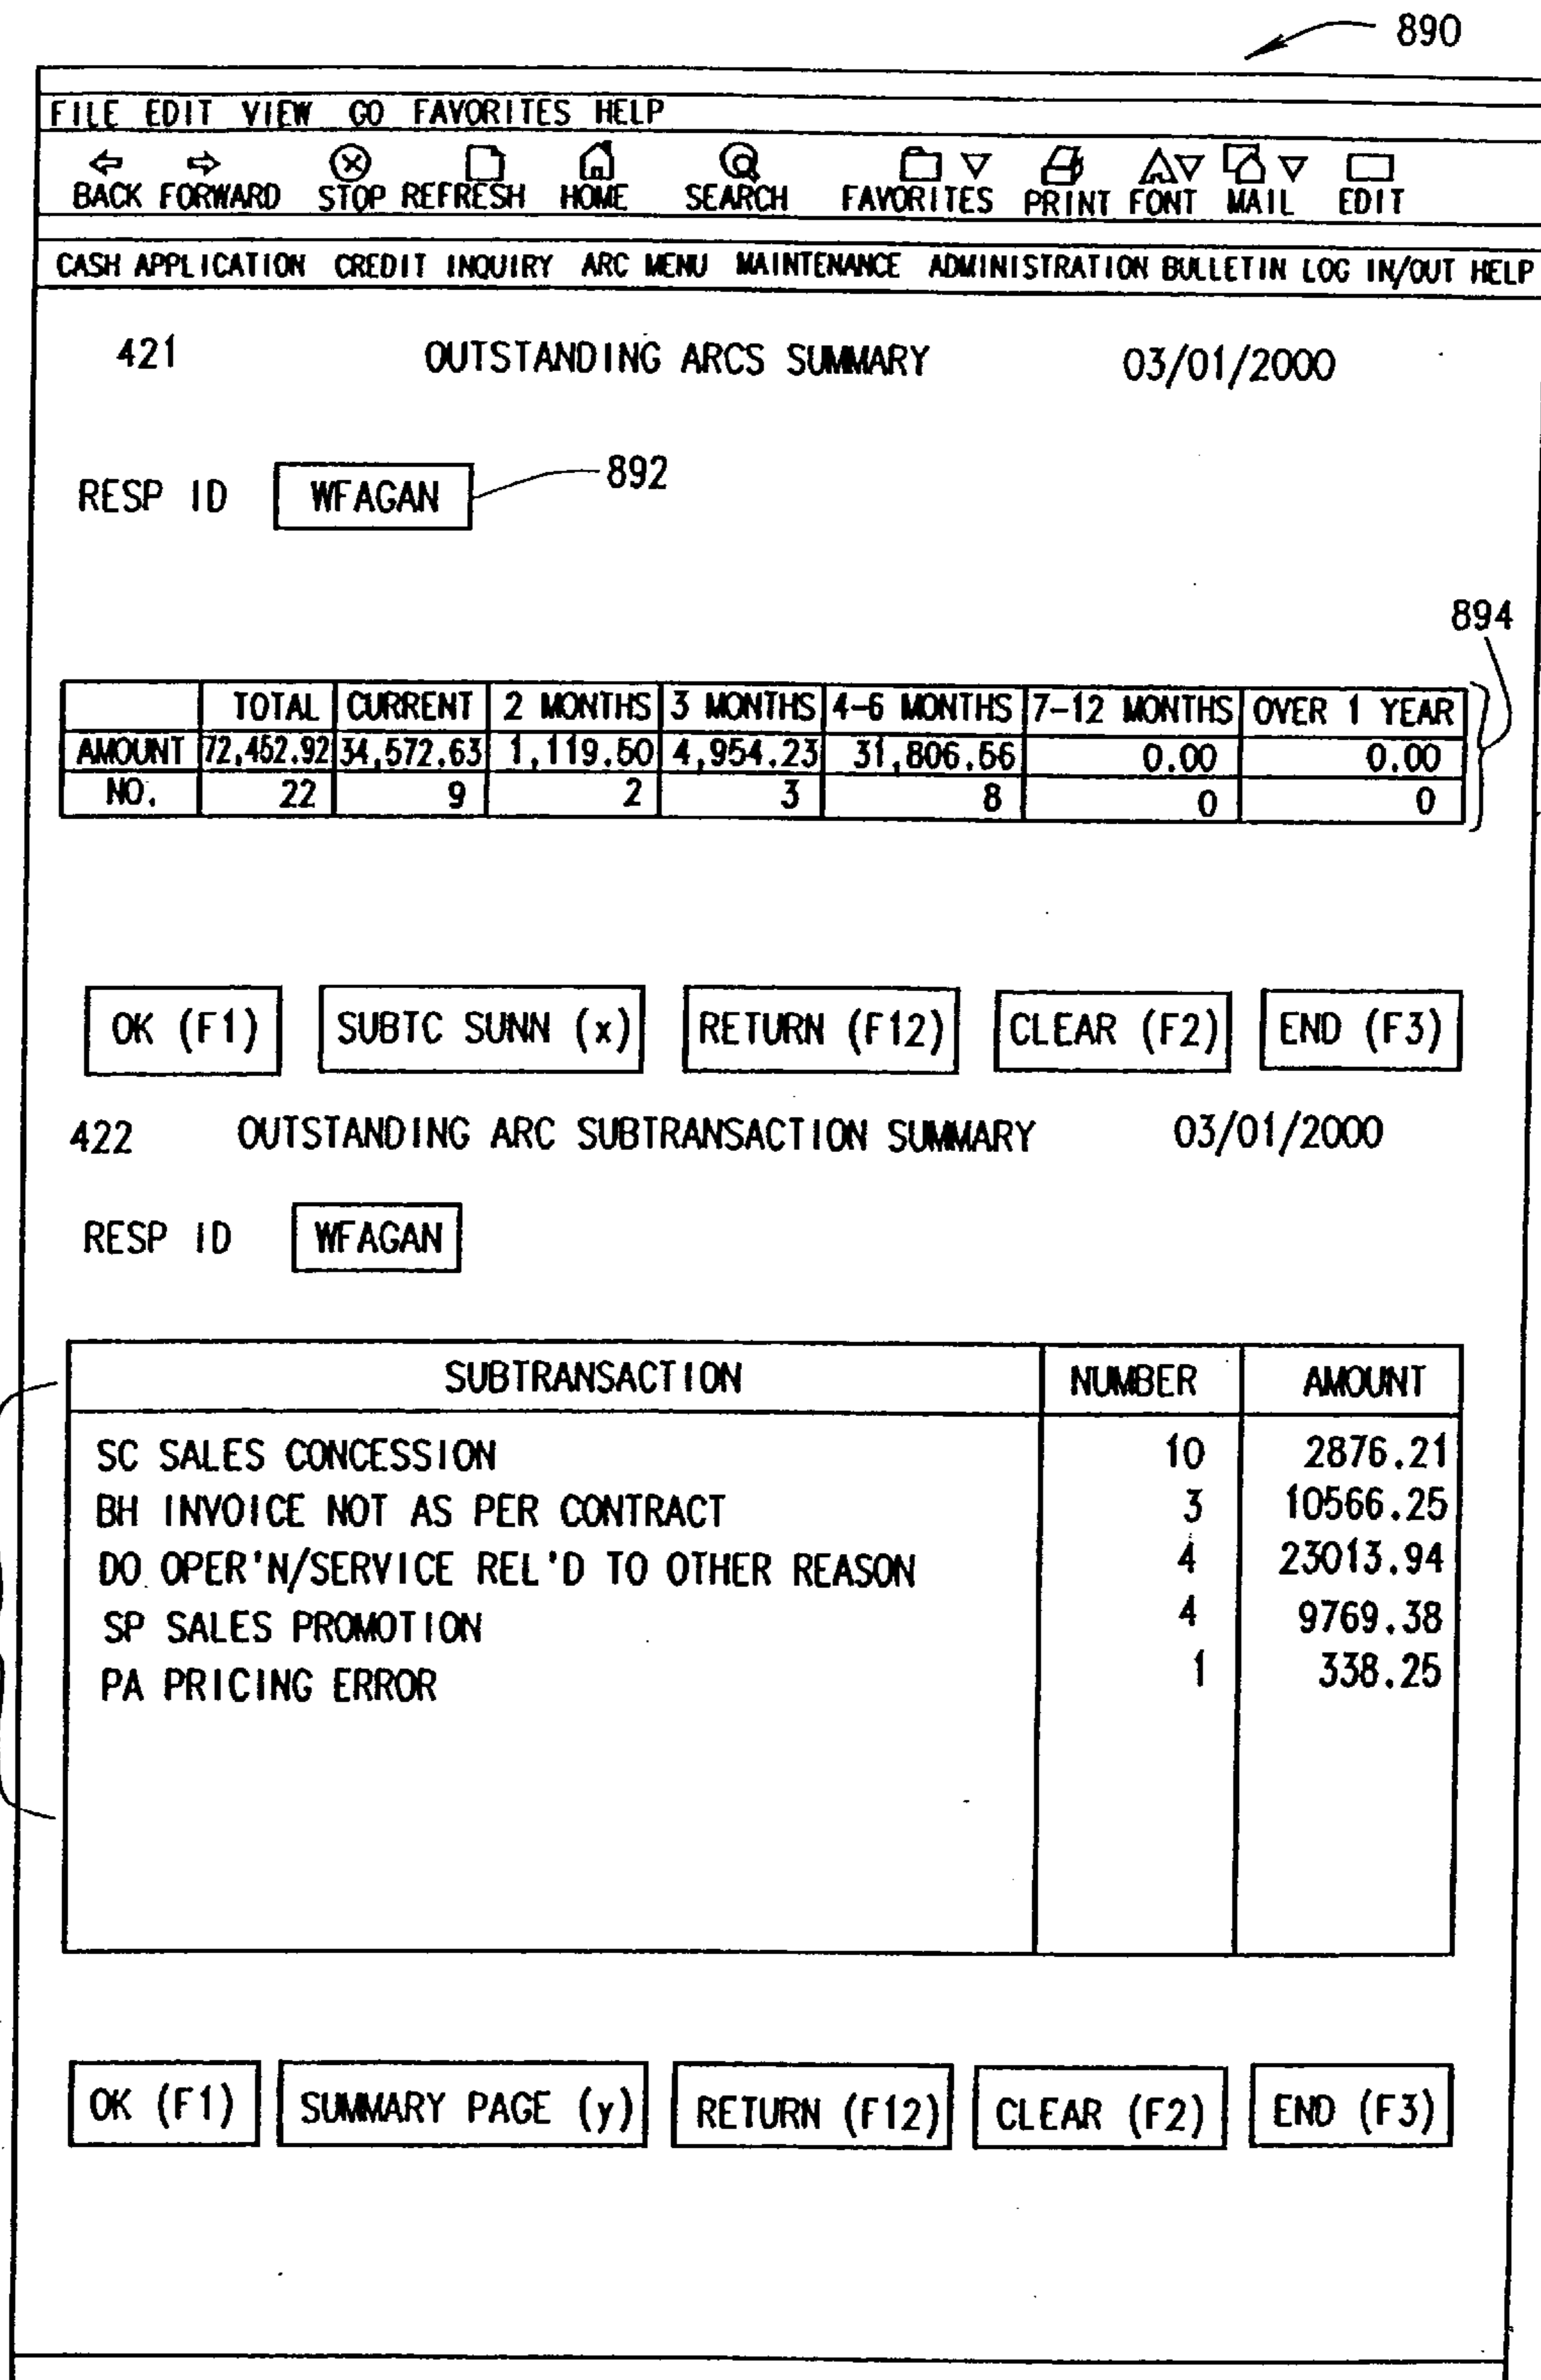 890
FILE EDIT VIEW GO FAVORITES HELP
BACK FORWARD STOP REFRESH HOME SEARCH FAVORITES PRINT FONT MAIL EDIT
CASH APPLICATION CREDIT INQUIRY ARC MENU MAINTENANCE ADMINISTRATION BULLETIN LOG IN/OUT HELP
421 OUTSTANDING ARCS SUMMARY 03/01/2000
RESP ID WFAGAN 892
894
TOTAL CURRENT 2 MONTHS 3 MONTHS 4-6 MONTHS 7-12 MONTHS OVER 1 YEAR
AMOUNT 72,452.92 34,572.63 1,119.50 4,954.23 31,806.56 0.00 0.00
NO. 22 9 2 3 8 0 0
OK (F1) SUBTC SUNN (x) RETURN (F12) CLEAR (F2) END (F3)
422 OUTSTANDING ARC SUBTRANSACTION SUMMARY 03/01/2000
RESP ID WFAGAN
SUBTRANSACTION NUMBER AMOUNT
SC SALES CONCESSION 10 2876.21
BH INVOICE NOT AS PER CONTRACT 3 10566.25
DO OPER'N/SERVICE REL'D TO OTHER REASON 4 23013.94
SP SALES PROMOTION 4 9769.38
PA PRICING ERROR 1 338.25
OK (F1) SUMMARY PAGE (y) RETURN (F12) CLEAR (F2) END (F3)